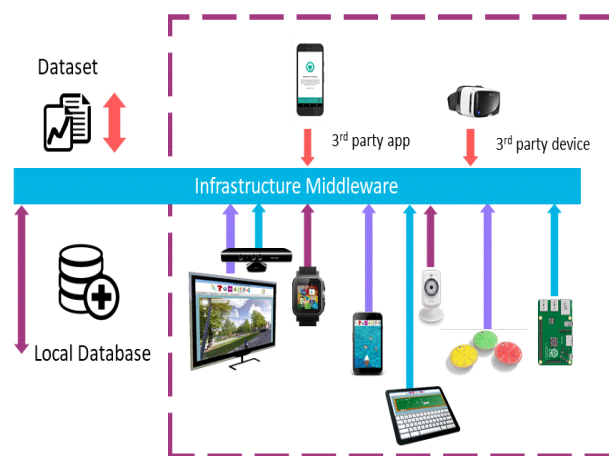 Dataset
3rd party app
3rd party device
Infrastructure Middleware
Local Database